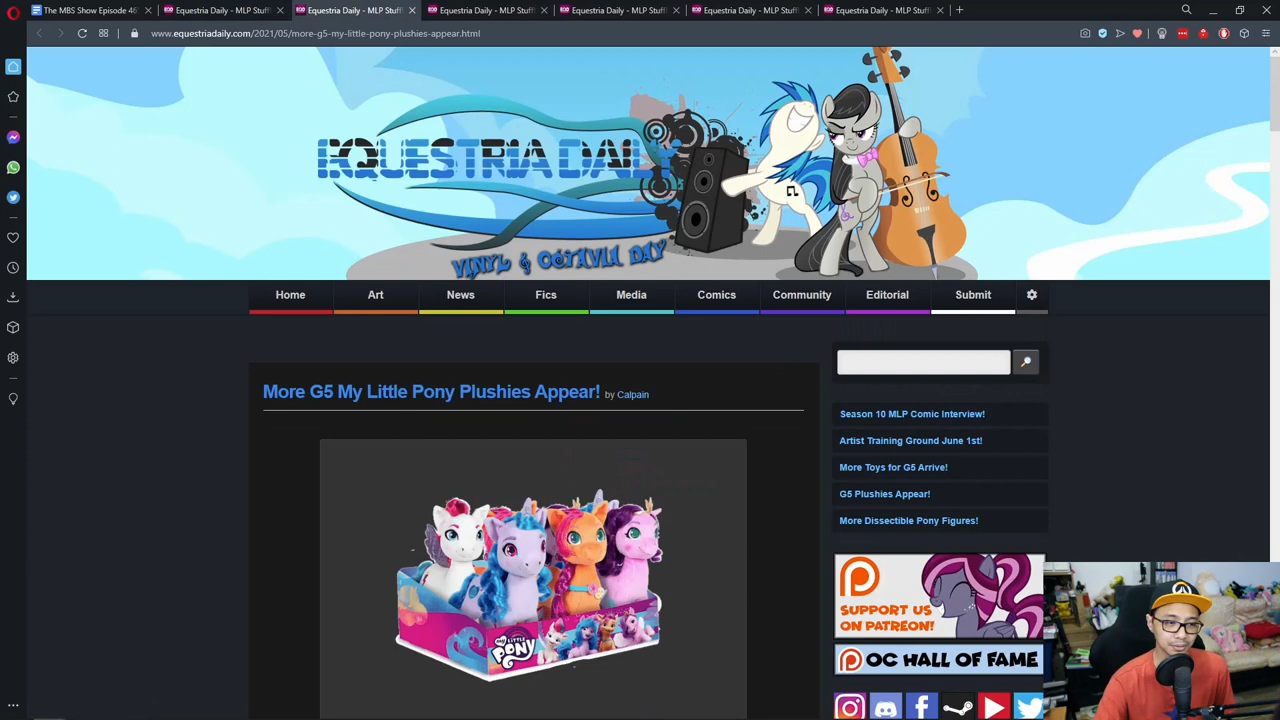 The MBS Show Episode 46
Equestria Daily - MLP Stuff!
Equestria Daily - MLP Stuff!
Equestria Daily - MLP Stuff!
Equestria Daily - MLP Stuff!
Equestria Daily - MLP Stuff!
Equestria Daily - MLP Stuff!
www.equestriadaily.com/2021/05/more-g5-my-little-pony-plushies-appear.html
EQUESTRIA DAILY
VINYL & OCTAVIA DAY
Home
Art
News
Fics
Media
Comics
Community
Editorial
Submit
More G5 My Little Pony Plushies Appear! by Calpain
MY LITTLE
PONY
Season 10 MLP Comic Interview!
Artist Training Ground June 1st!
More Toys for G5 Arrive!
G5 Plushies Appear!
More Dissectible Pony Figures!
SUPPORT US
ON PATREON!
OC HALL OF FAME